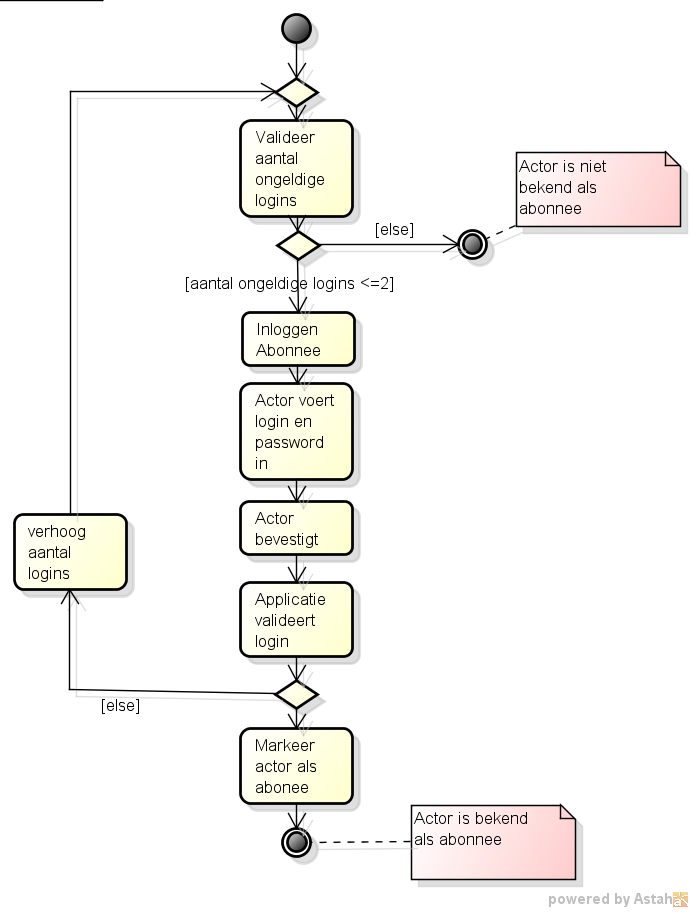 Valideer
aantal
ongeldige
logins
Actor is niet
bekend als
abonnee
[else]
[aantal ongeldige logins <=2]
Inloggen
Abonnee
Actor voert
login en
password
in
Actor
bevestigt
verhoog
aantal
logins
Applicatie
valideert
login
[else]
Markeer
actor als
abonee
Actor is bekend
als abonnee
powered by Astah